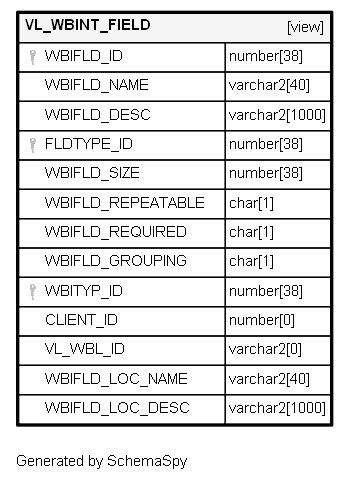 VL_WBINT_FIELD [view]
WBIFLD_ID number[38]
WBIFLD_NAME varchar2[40]
WBIFLD_DESC varchar2[1000]
FLDTYPE_ID number[38]
WBIFLD_SIZE number[38]
WBIFLD_REPEATABLE char[1]
WBIFLD_REQUIRED char[1]
WBIFLD_GROUPING char[1]
WBITYP_ID number[38]
CLIENT_ID number[0]
VL_WBL_ID varchar2[0]
WBIFLD_LOC_NAME varchar2[40]
WBIFLD_LOC_DESC varchar2[1000]
Generated by SchemaSpy